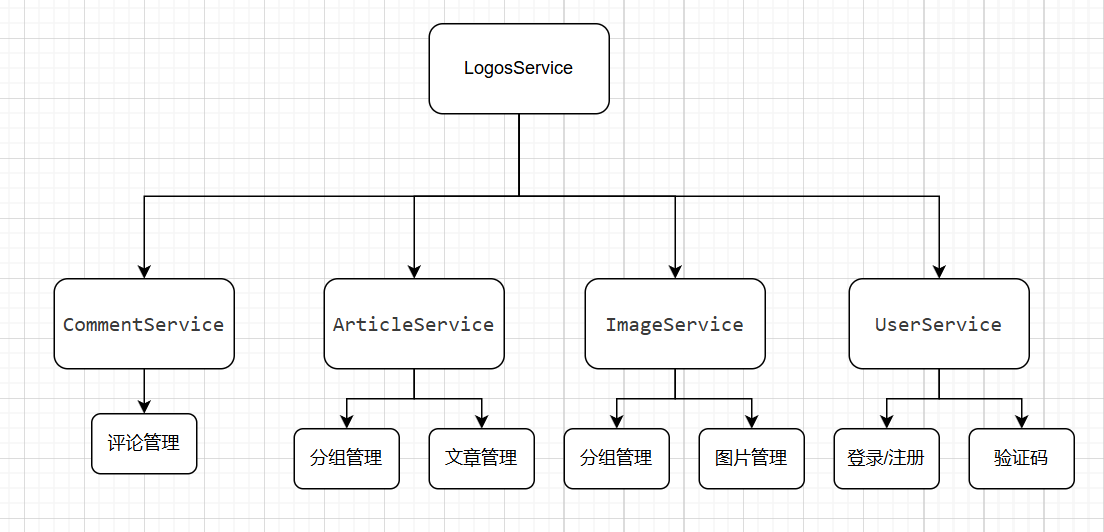 LogosService
CommentService
ArticleService
ImageService
UserService
评论管理
分组管理
文章管理
分组管理
图片管理
登录/注册
验证码